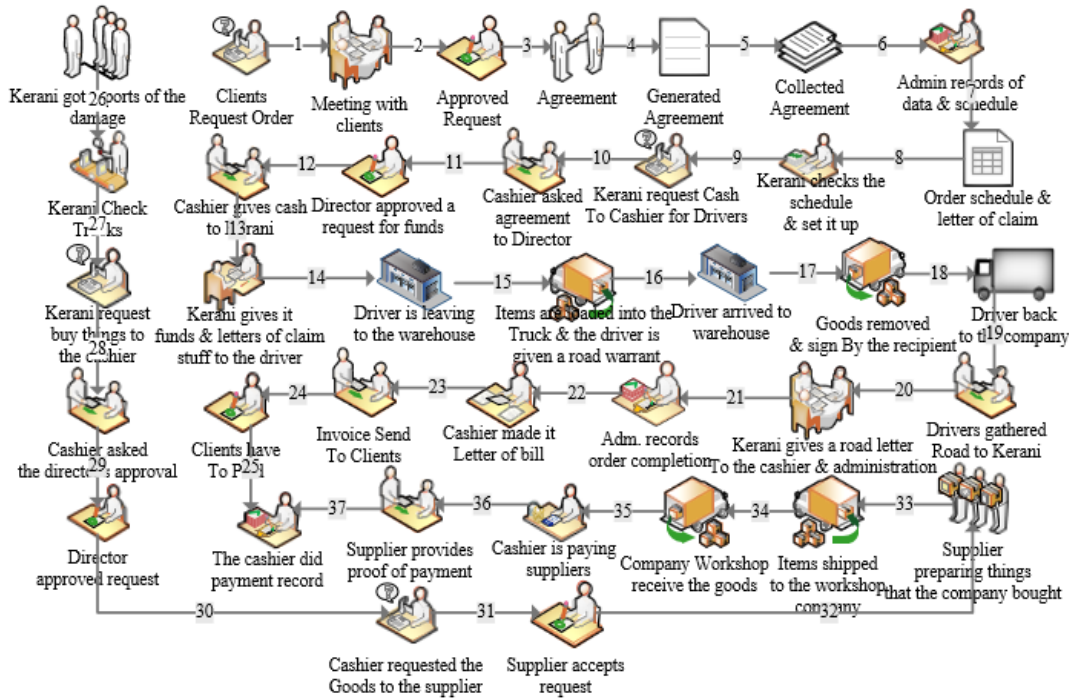 1
2
3
4
5
6
Kerani got reports of the
26
damage
Clients
Request Order
Meeting with
clients
Approved
Request
Agreement
Generated
Agreement
Collected
Agreement
Admin records of
7
data & schedule
12
11
10
9
8
Kerani Check
Trucks
27
Cashier gives cash
to Kerani
13
Director approved a
request for funds
Cashier asked
agreement
to Director
Kerani request Cash
To Cashier for Drivers
Kerani checks the
schedule
& set it up
Order schedule &
letter of claim
14
15
16
17
18
Kerani request
buy things to
the cashier
28
Kerani gives it
funds & letters of claim
stuff to the driver
Driver is leaving
to the warehouse
Items are loaded into the
Truck & the driver is
given a road warrant
Driver arrived to
warehouse
Goods removed
& sign By the recipient
Driver back
to the company
19
24
23
22
21
20
Cashier asked
the director's approval
29
Clients have
To Paid
25
Invoice Send
To Clients
Cashier made it
Letter of bill
Adm. records
order completion
Kerani gives a road letter
To the cashier & administration
Drivers gathered
Road to Kerani
37
36
35
34
33
Director
approved request
The cashier did
payment record
Supplier provides
proof of payment
Cashier is paying
suppliers
Company Workshop
receive the goods
Items shipped
to the workshop
company
Supplier
preparing things
that the company bought
30
31
32
Cashier requested the
Goods to the supplier
Supplier accepts
request